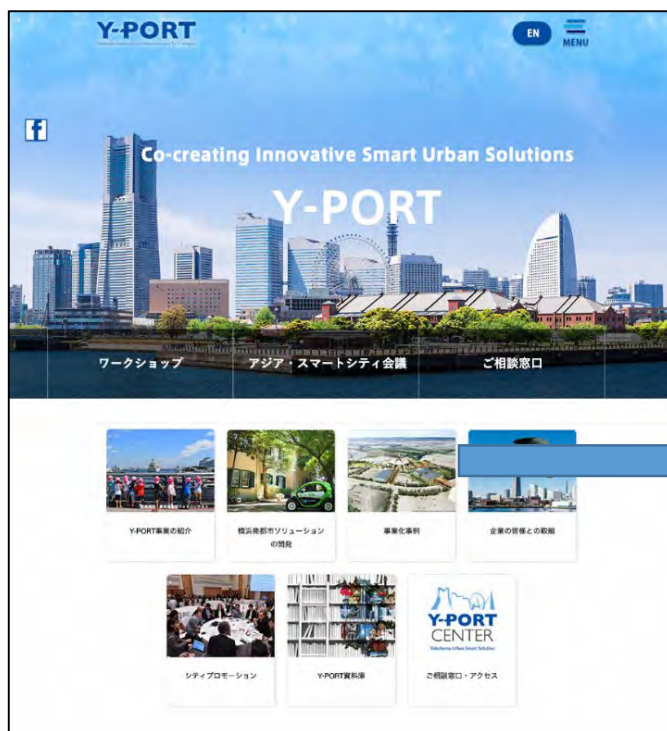 Y-PORT
EN
MENU
f
Co-creating Innovative Smart Urban Solutions
Y-PORT
ワークショップ
アジア・スマートシティ会議
ご相談窓口
Y-PORT事業の紹介
横浜発都市ソリューション
の開発
事業化事例
企業の皆様との取組
シティプロモーション
Y-PORT資料庫
Y-PORT
CENTER
Yokohama Urban Smart Solution
ご相談窓口・アクセス